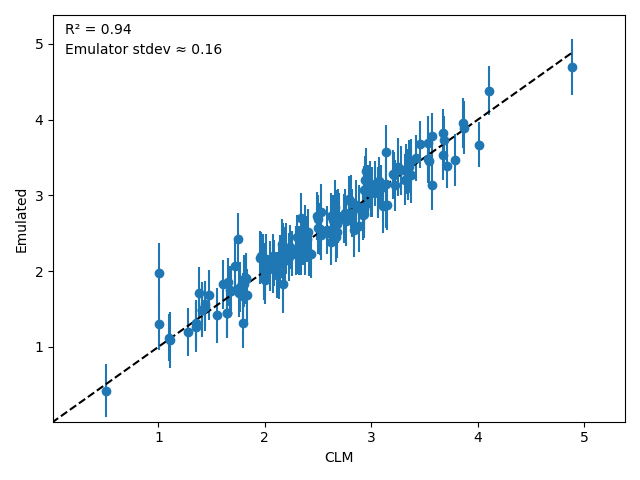 R² = 0.94
Emulator stdev ≈ 0.16
5
4
3
2
1
Emulated
1 2 3 4 5
CLM